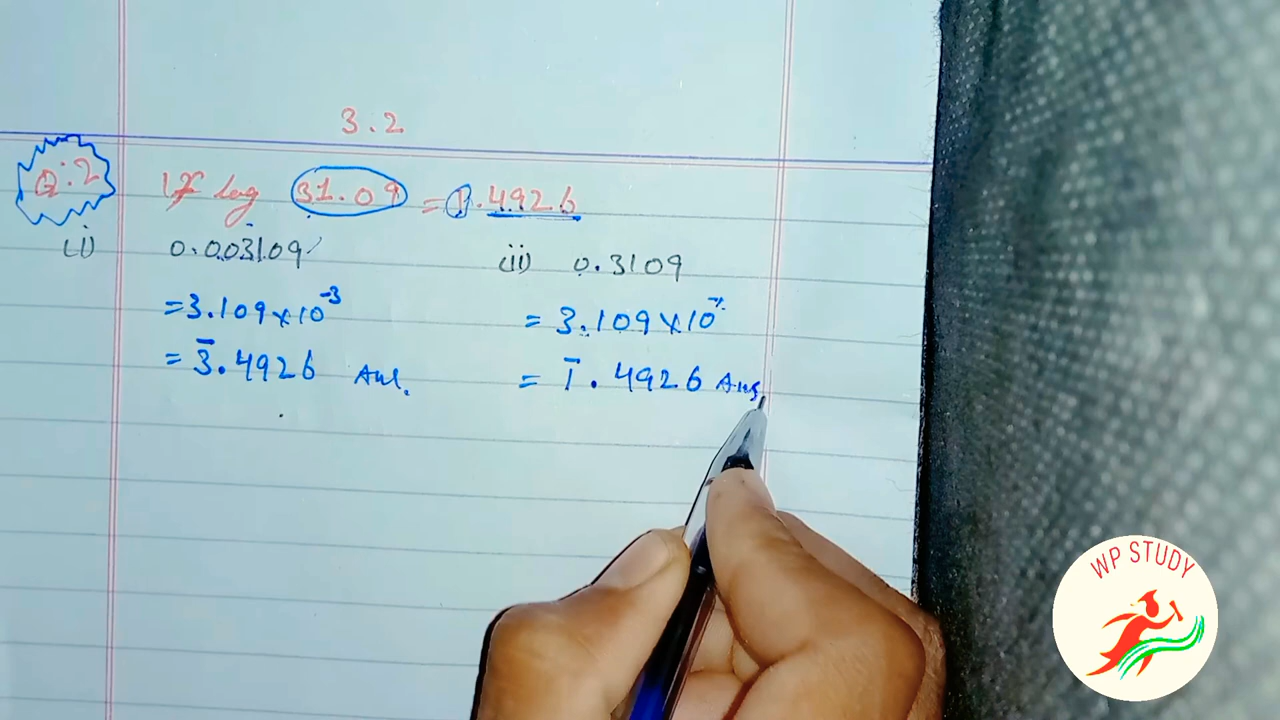 3.2
Q.2 If log 31.09 = 1.4926
(i) 0.003109
= 3.109×10⁻³
= 3̅.4926 Ans.
(ii) 0.3109
= 3.109×10⁻¹
= 1̅.4926 Ans
WP STUDY